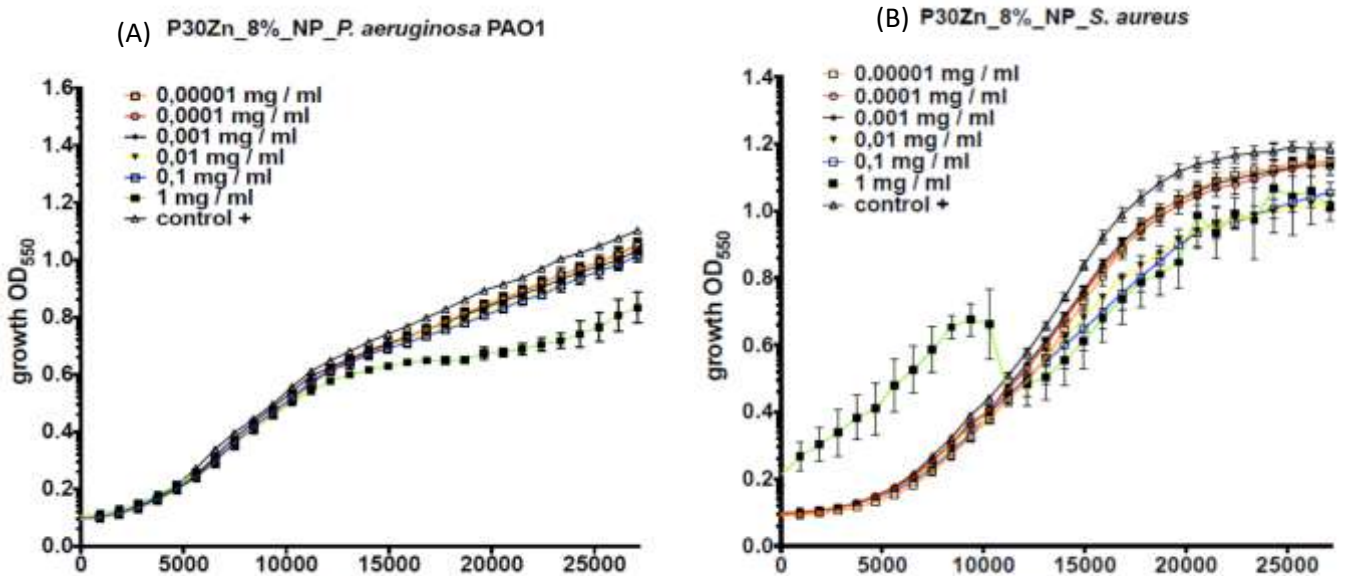 (A) P30Zn_8%_NP_P. aeruginosa PAO1
1.6
1.4
1.2
1.0
0.8
0.6
0.4
0.2
0.0
growth OD550
0,00001 mg / ml
0,0001 mg / ml
0,001 mg / ml
0,01 mg / ml
0,1 mg / ml
1 mg / ml
control +
0 5000 10000 15000 20000 25000
(B) P30Zn_8%_NP_S. aureus
1.4
1.2
1.0
0.8
0.6
0.4
0.2
0.0
growth OD550
0.00001 mg / ml
0.0001 mg / ml
0.001 mg / ml
0,01 mg / ml
0,1 mg / ml
1 mg / ml
control +
0 5000 10000 15000 20000 25000